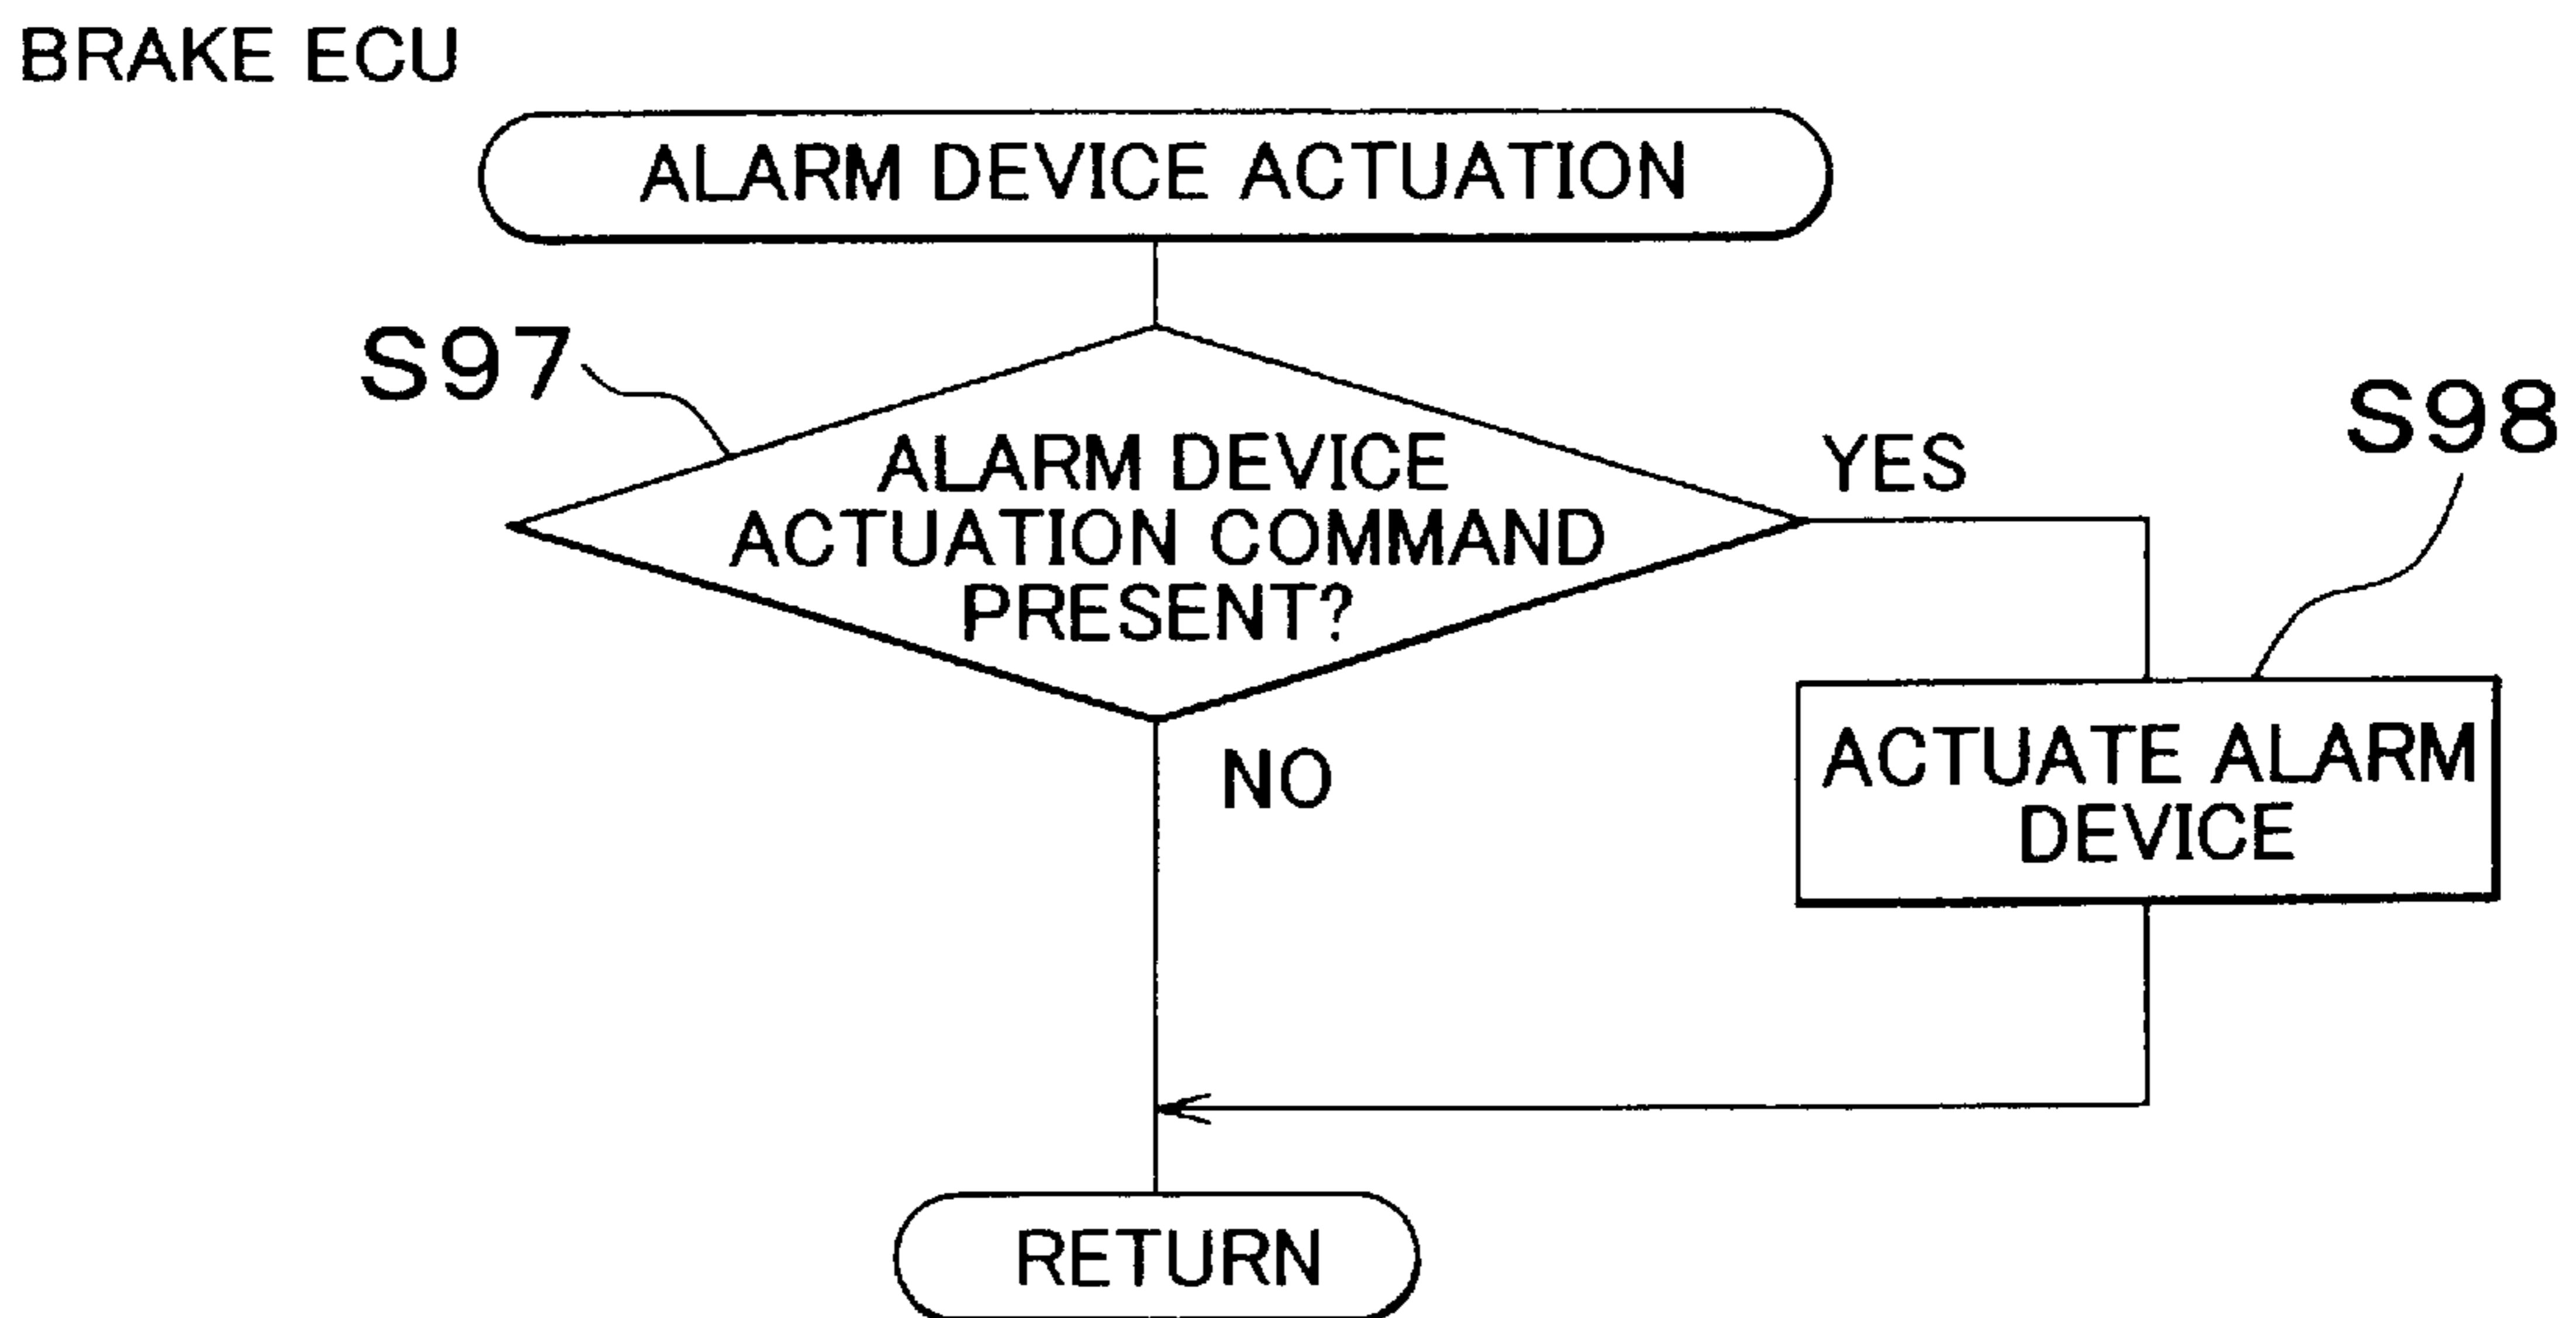 BRAKE ECU
ALARM DEVICE ACTUATION
S97
ALARM DEVICE
ACTUATION COMMAND
PRESENT?
YES
S98
NO
ACTUATE ALARM
DEVICE
RETURN